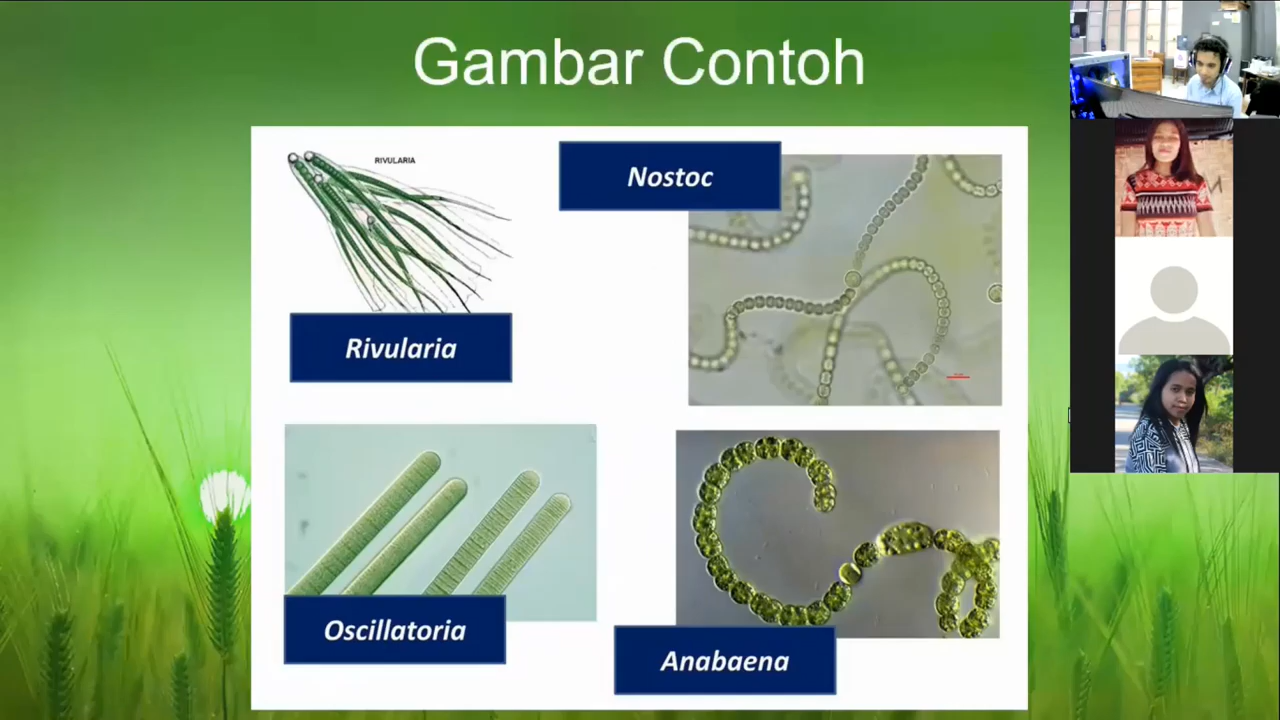 Gambar Contoh
RIVULARIA
Nostoc
Rivularia
Oscillatoria
Anabaena